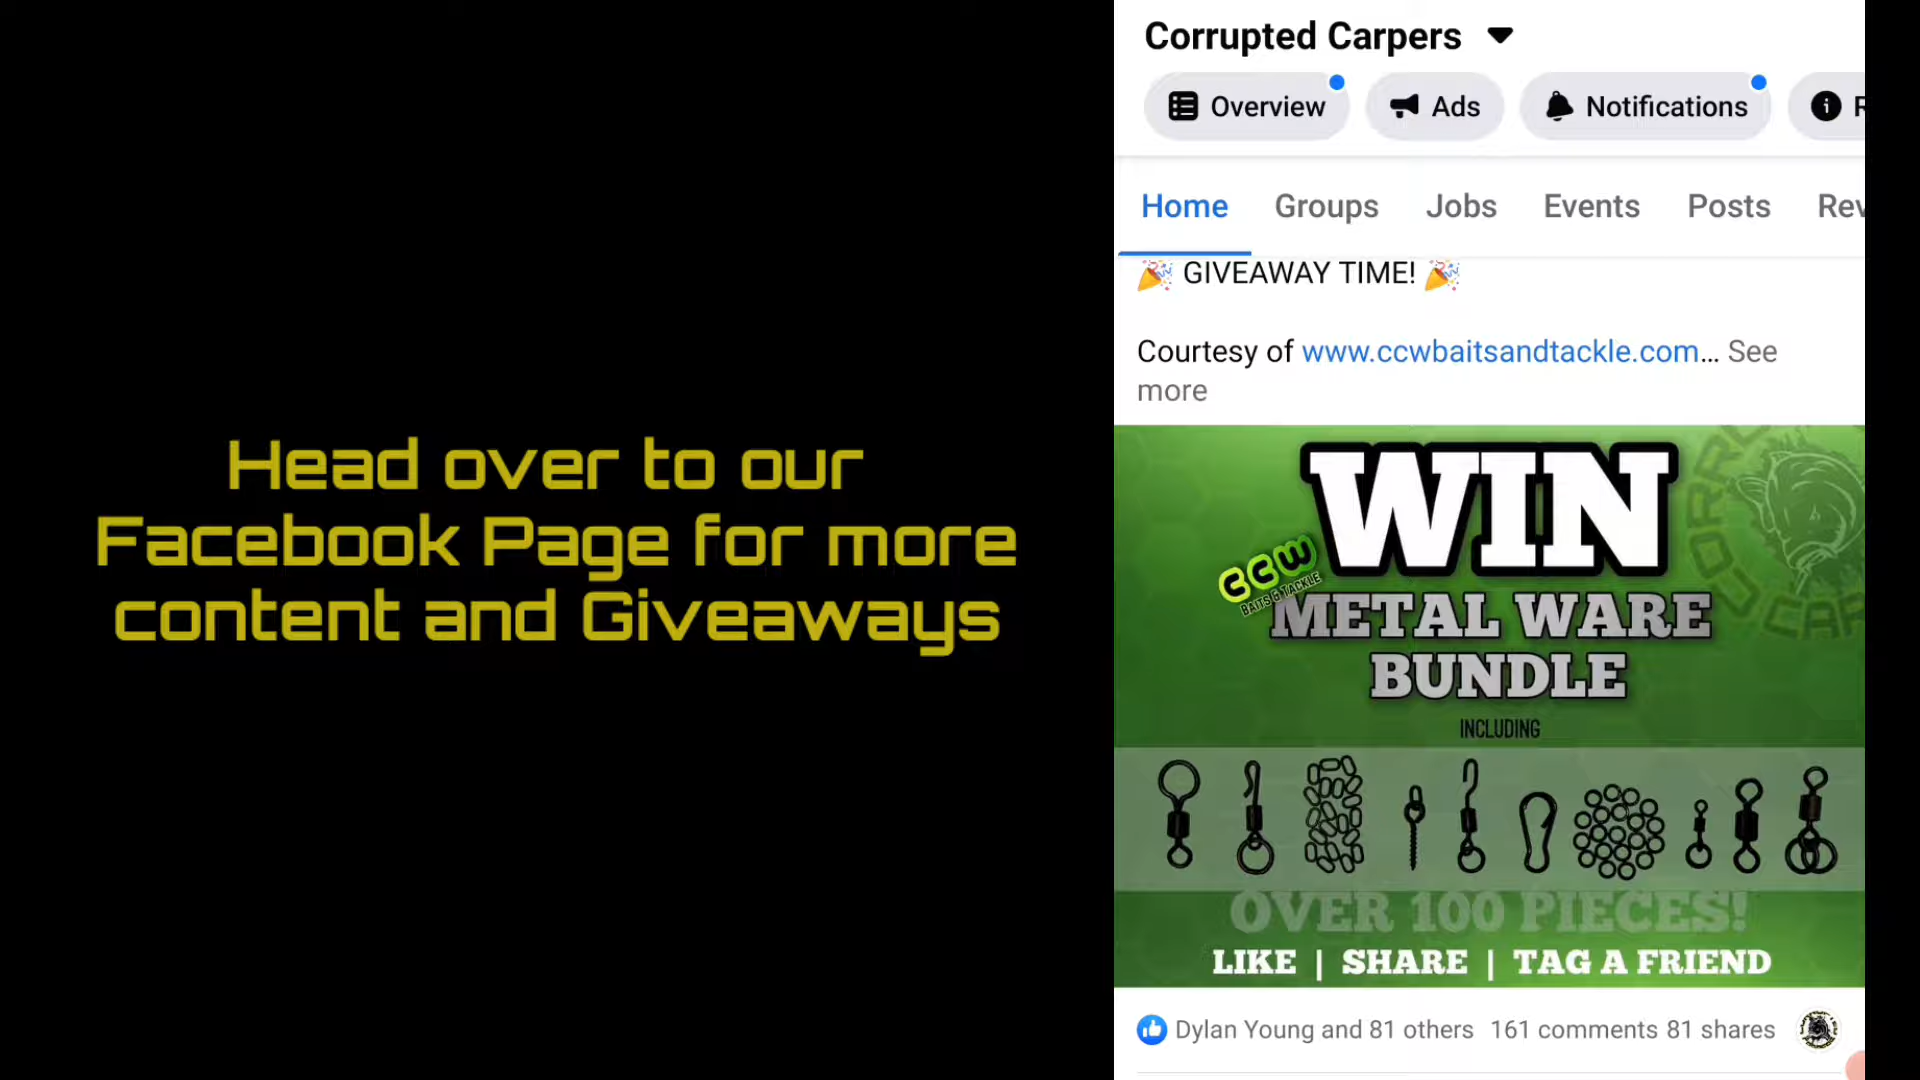 Head over to our
Facebook Page for more
content and Giveaways
Corrupted Carpers
Overview
Ads
Notifications
Home
Groups
Jobs
Events
Posts
Rev
🎉 GIVEAWAY TIME! 🎉
Courtesy of www.ccwbaitsandtackle.com... See
more
WIN
CCW
BAITS & TACKLE
METAL WARE
BUNDLE
INCLUDING
OVER 100 PIECES!
LIKE | SHARE | TAG A FRIEND
Dylan Young and 81 others 161 comments 81 shares